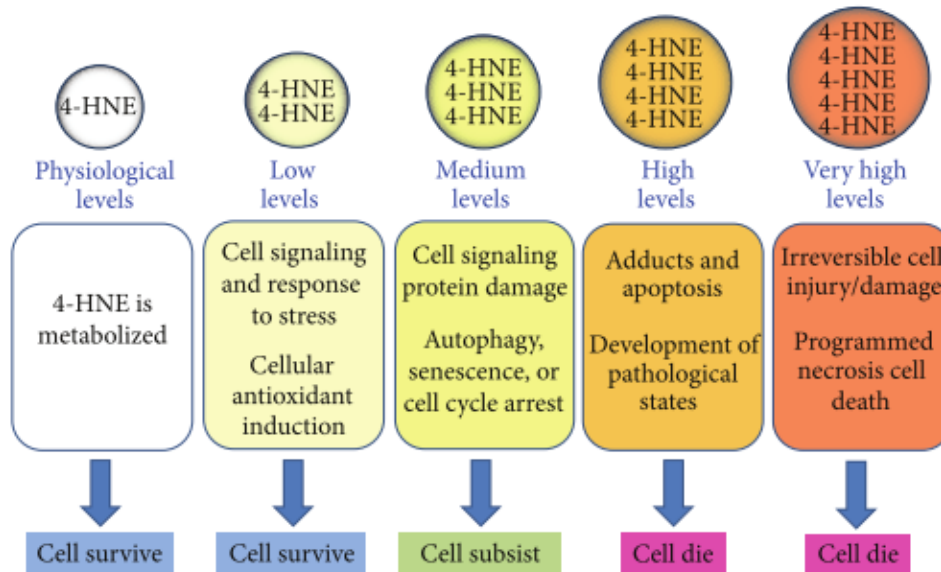 4-HNE
Physiological
levels
4-HNE is
metabolized
Cell survive
4-HNE
4-HNE
Low
levels
Cell signaling
and response
to stress
Cellular
antioxidant
induction
Cell survive
4-HNE
4-HNE
4-HNE
Medium
levels
Cell signaling
protein damage
Autophagy,
senescence, or
cell cycle arrest
Cell subsist
4-HNE
4-HNE
4-HNE
4-HNE
High
levels
Adducts and
apoptosis
Development of
pathological
states
Cell die
4-HNE
4-HNE
4-HNE
4-HNE
4-HNE
Very high
levels
Irreversible cell
injury/damage
Programmed
necrosis cell
death
Cell die